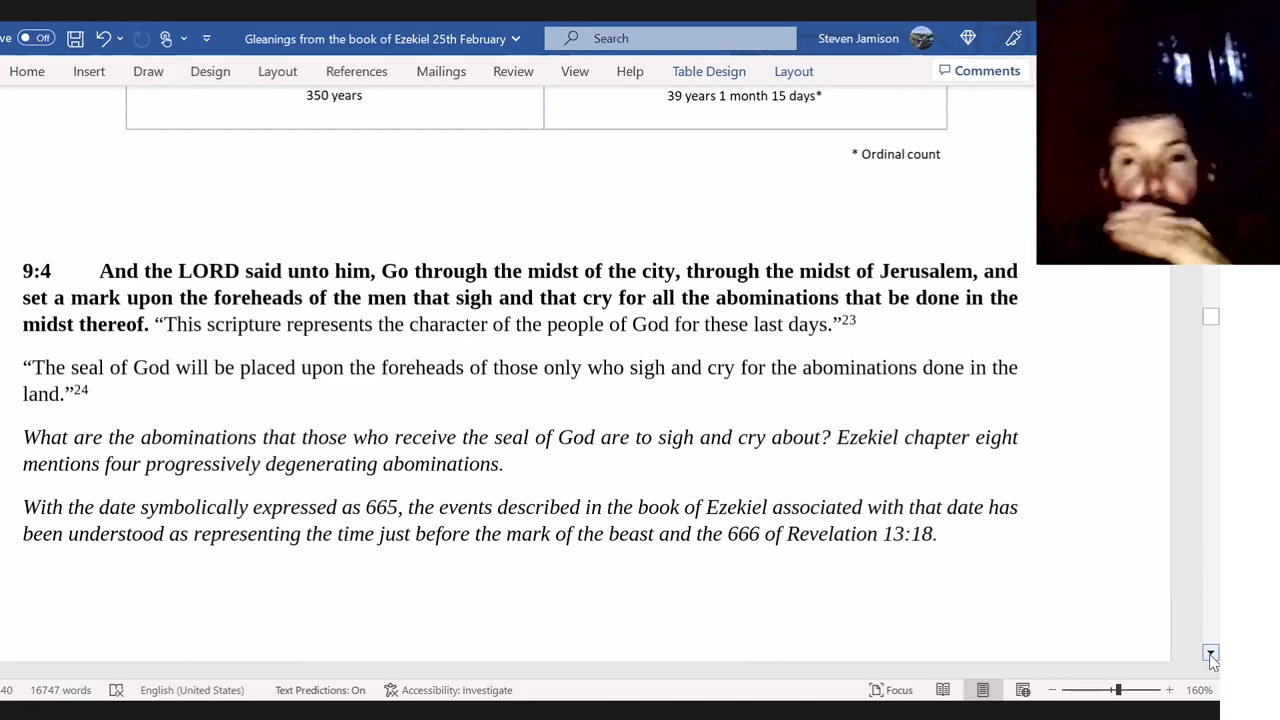 ve Off Gleanings from the book of Ezekiel 25th February Search Steven Jamison
Home Insert Draw Design Layout References Mailings Review View Help Table Design Layout Comments
350 years 39 years 1 month 15 days*
* Ordinal count
9:4 And the LORD said unto him, Go through the midst of the city, through the midst of Jerusalem, and
set a mark upon the foreheads of the men that sigh and that cry for all the abominations that be done in the
midst thereof. “This scripture represents the character of the people of God for these last days.”23
“The seal of God will be placed upon the foreheads of those only who sigh and cry for the abominations done in the
land.”24
What are the abominations that those who receive the seal of God are to sigh and cry about? Ezekiel chapter eight
mentions four progressively degenerating abominations.
With the date symbolically expressed as 665, the events described in the book of Ezekiel associated with that date has
been understood as representing the time just before the mark of the beast and the 666 of Revelation 13:18.
40 16747 words English (United States) Text Predictions: On Accessibility: Investigate Focus 160%